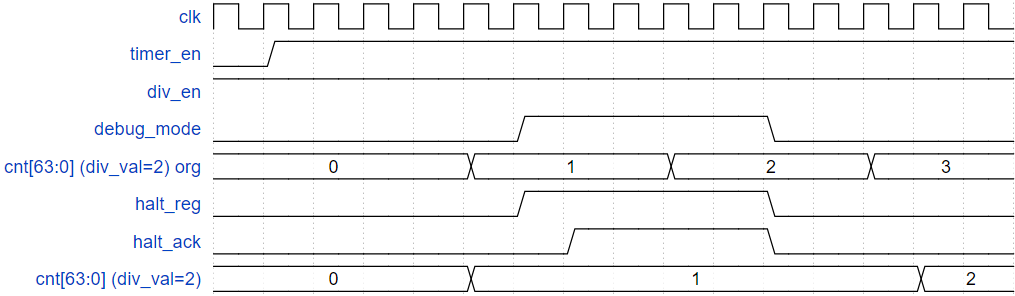 clk
timer_en
div_en
debug_mode
cnt[63:0] (div_val=2) org 0 1 2 3
halt_reg
halt_ack
cnt[63:0] (div_val=2) 0 1 2